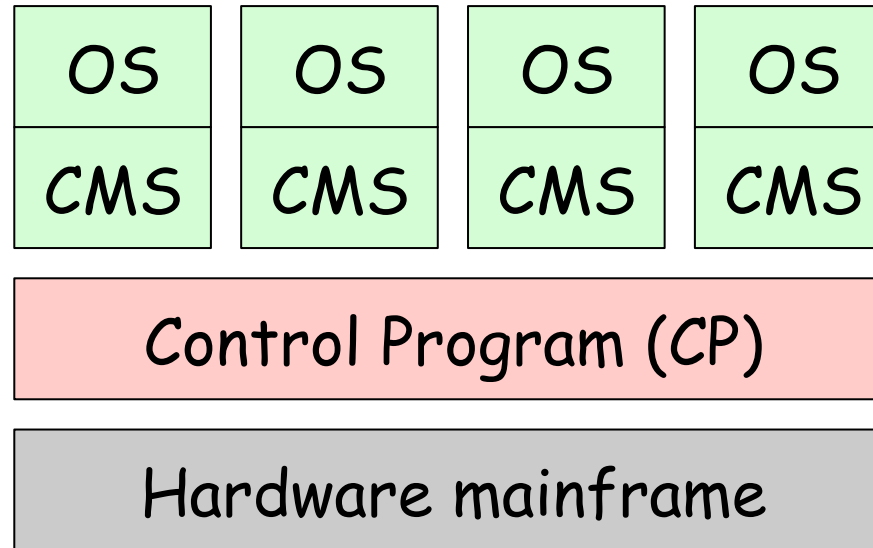 OS OS OS OS
CMS CMS CMS CMS
Control Program (CP)
Hardware mainframe